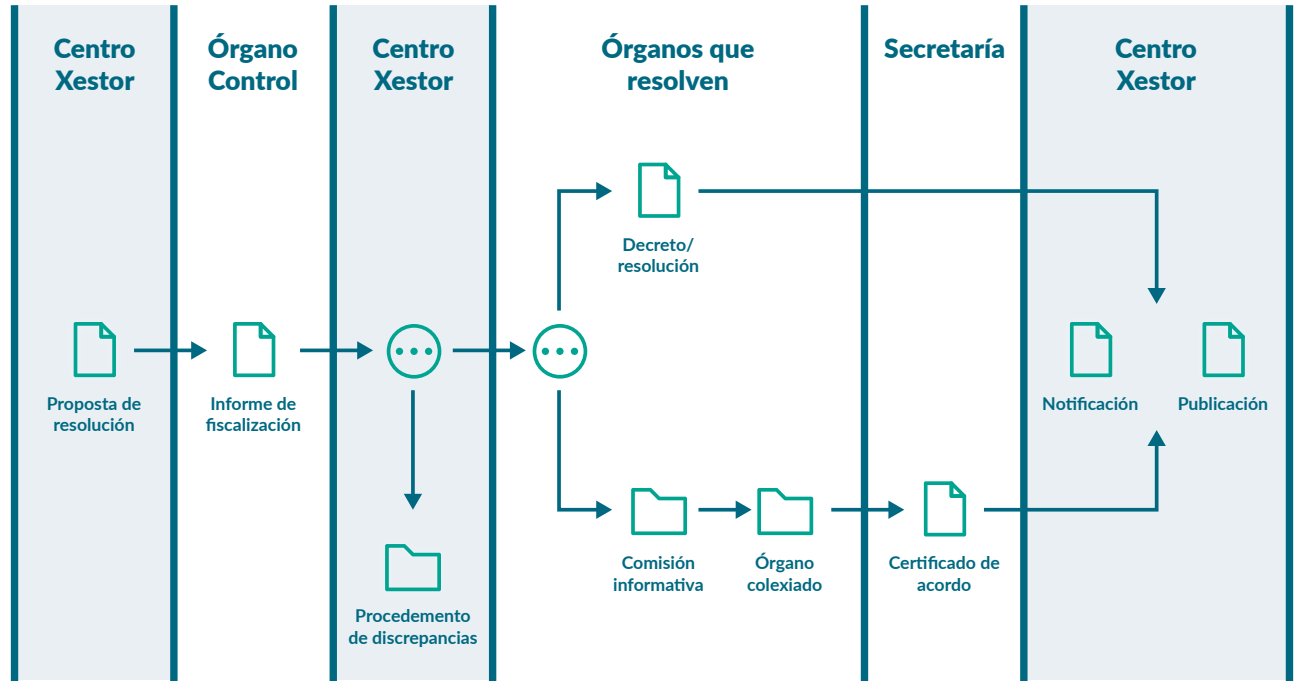 Centro
Xestor
Órgano
Control
Centro
Xestor
Órganos que
resolven
Secretaría
Centro
Xestor
Decreto/
resolución
Proposta de
resolución
Informe de
fiscalización
Notificación
Publicación
Procedemento
de discrepancias
Comisión
informativa
Órgano
colexiado
Certificado de
acordo